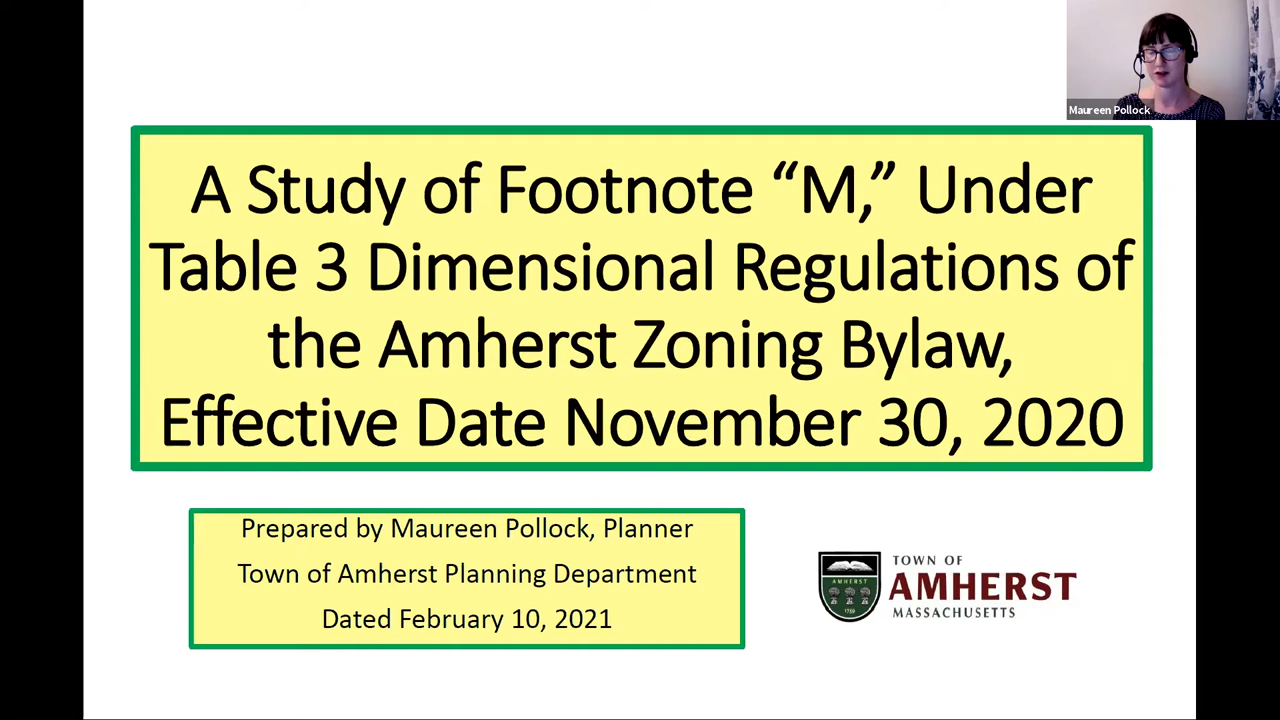 Maureen Pollock
A Study of Footnote “M,” Under
Table 3 Dimensional Regulations of
the Amherst Zoning Bylaw,
Effective Date November 30, 2020
Prepared by Maureen Pollock, Planner
Town of Amherst Planning Department
Dated February 10, 2021
AMHERST
1759
TOWN OF
AMHERST
MASSACHUSETTS